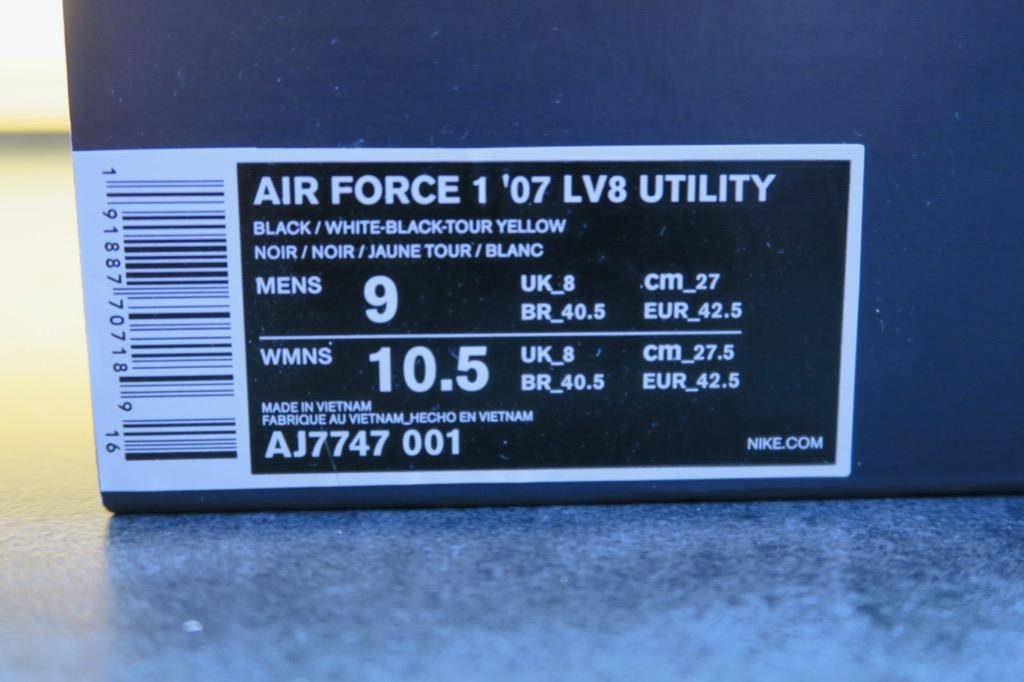 AIR FORCE 1 '07 LV8 UTILITY
BLACK / WHITE-BLACK-TOUR YELLOW
NOIR / NOIR / JAUNE TOUR / BLANC
MENS 9 UK_8 cm_27
BR_40.5 EUR_42.5
WMNS 10.5 UK_8 cm_27.5
BR_40.5 EUR_42.5
MADE IN VIETNAM
FABRIQUE AU VIETNAM_HECHO EN VIETNAM
AJ7747 001 NIKE.COM
1 91887 70718 9 16